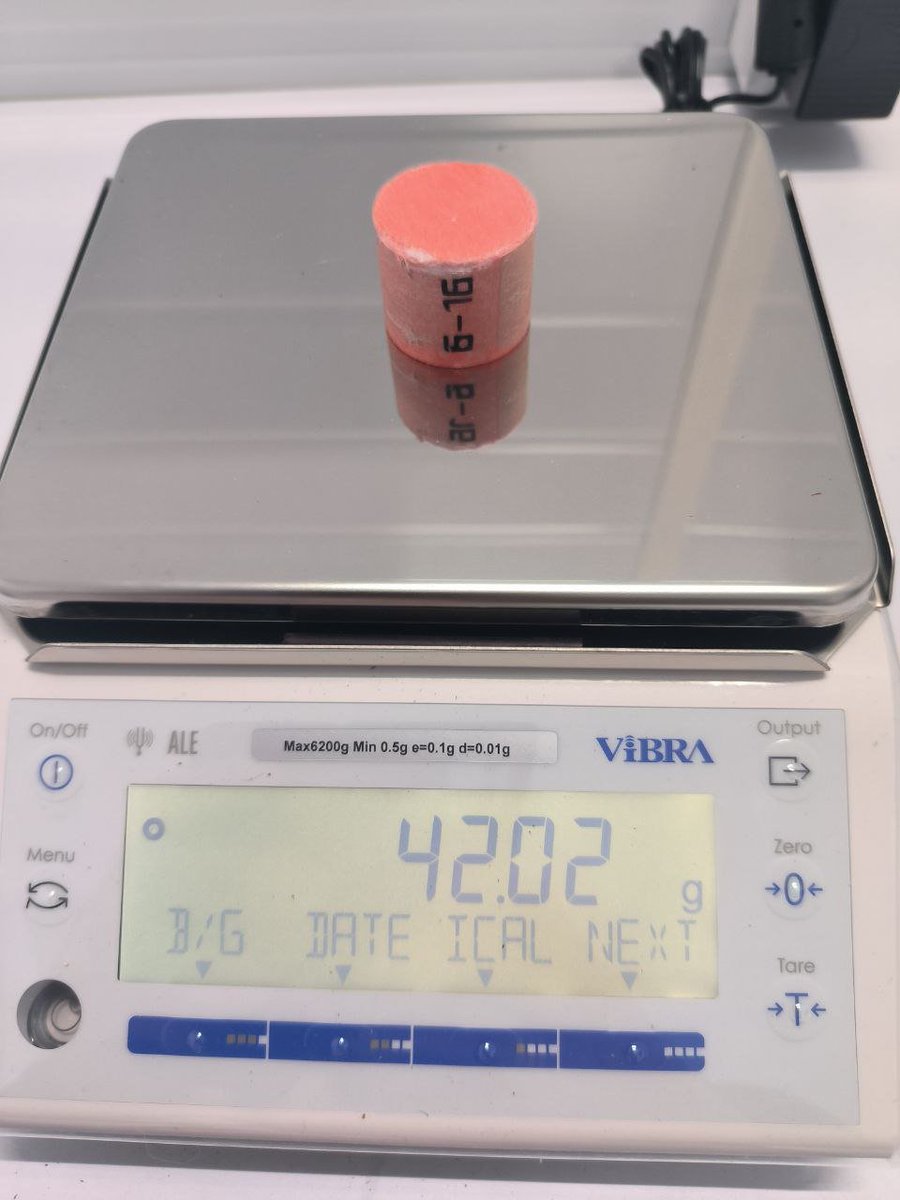 6-16
On/Off
ALE
Max6200g Min 0.5g e=0.1g d=0.01g
ViBRA
Output
Menu
42.02 g
B/G DATE ICAL NEXT
Zero
→0←
Tare
→T←